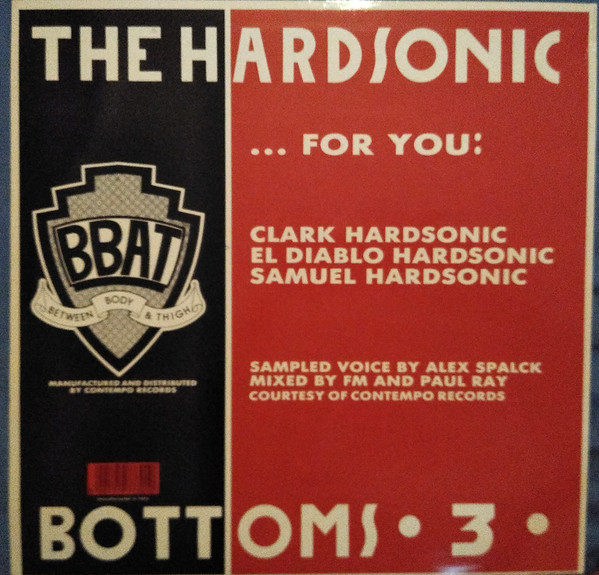 THE HARDSONIC
... FOR YOU:
CLARK HARDSONIC
EL DIABLO HARDSONIC
SAMUEL HARDSONIC
BBAT
BETWEEN BODY & THIGH
MANUFACTURED AND DISTRIBUTED
BY CONTEMPO RECORDS
SAMPLED VOICE BY ALEX SPALCK
MIXED BY FM AND PAUL RAY
COURTESY OF CONTEMPO RECORDS
BOTTOMS • 3 •